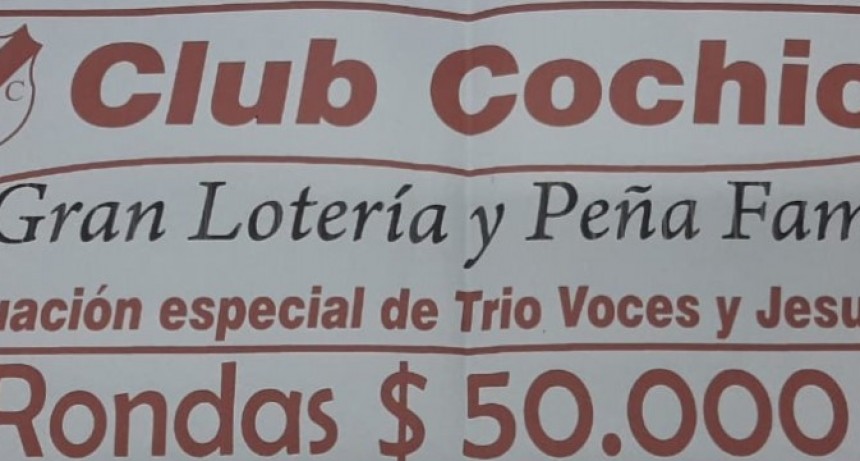 C
Club Cochic
Gran Lotería y Peña Fam
uación especial de Trio Voces y Jesu
Rondas $ 50.000